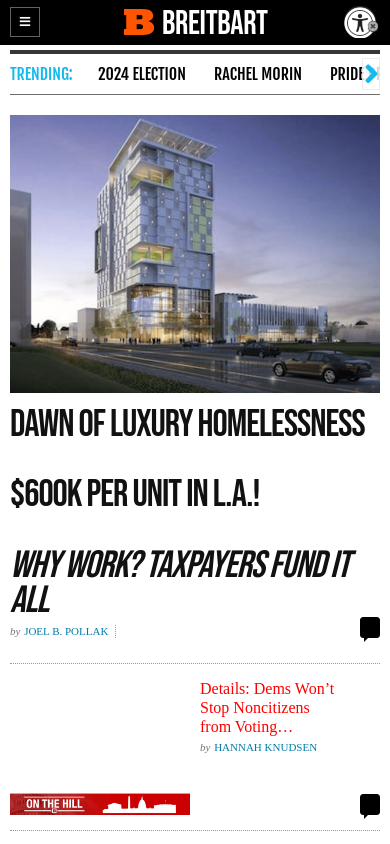 BREITBART
TRENDING: 2024 ELECTION RACHEL MORIN PRIDE
DAWN OF LUXURY HOMELESSNESS
$600K PER UNIT IN L.A.!
WHY WORK? TAXPAYERS FUND IT
ALL
by JOEL B. POLLAK
Details: Dems Won’t
Stop Noncitizens
from Voting…
by HANNAH KNUDSEN
ON THE HILL